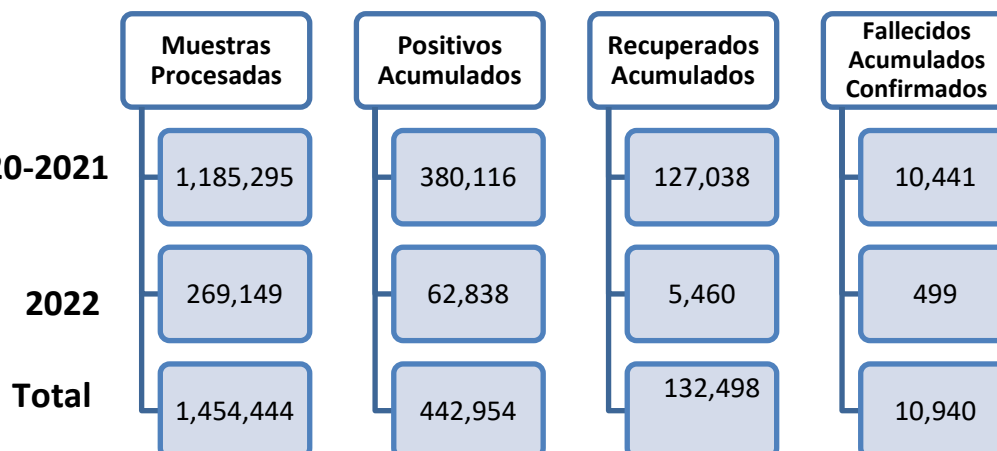 Muestras
Procesadas
Positivos
Acumulados
Recuperados
Acumulados
Fallecidos
Acumulados
Confirmados
20-2021
1,185,295
380,116
127,038
10,441
2022
269,149
62,838
5,460
499
Total
1,454,444
442,954
132,498
10,940